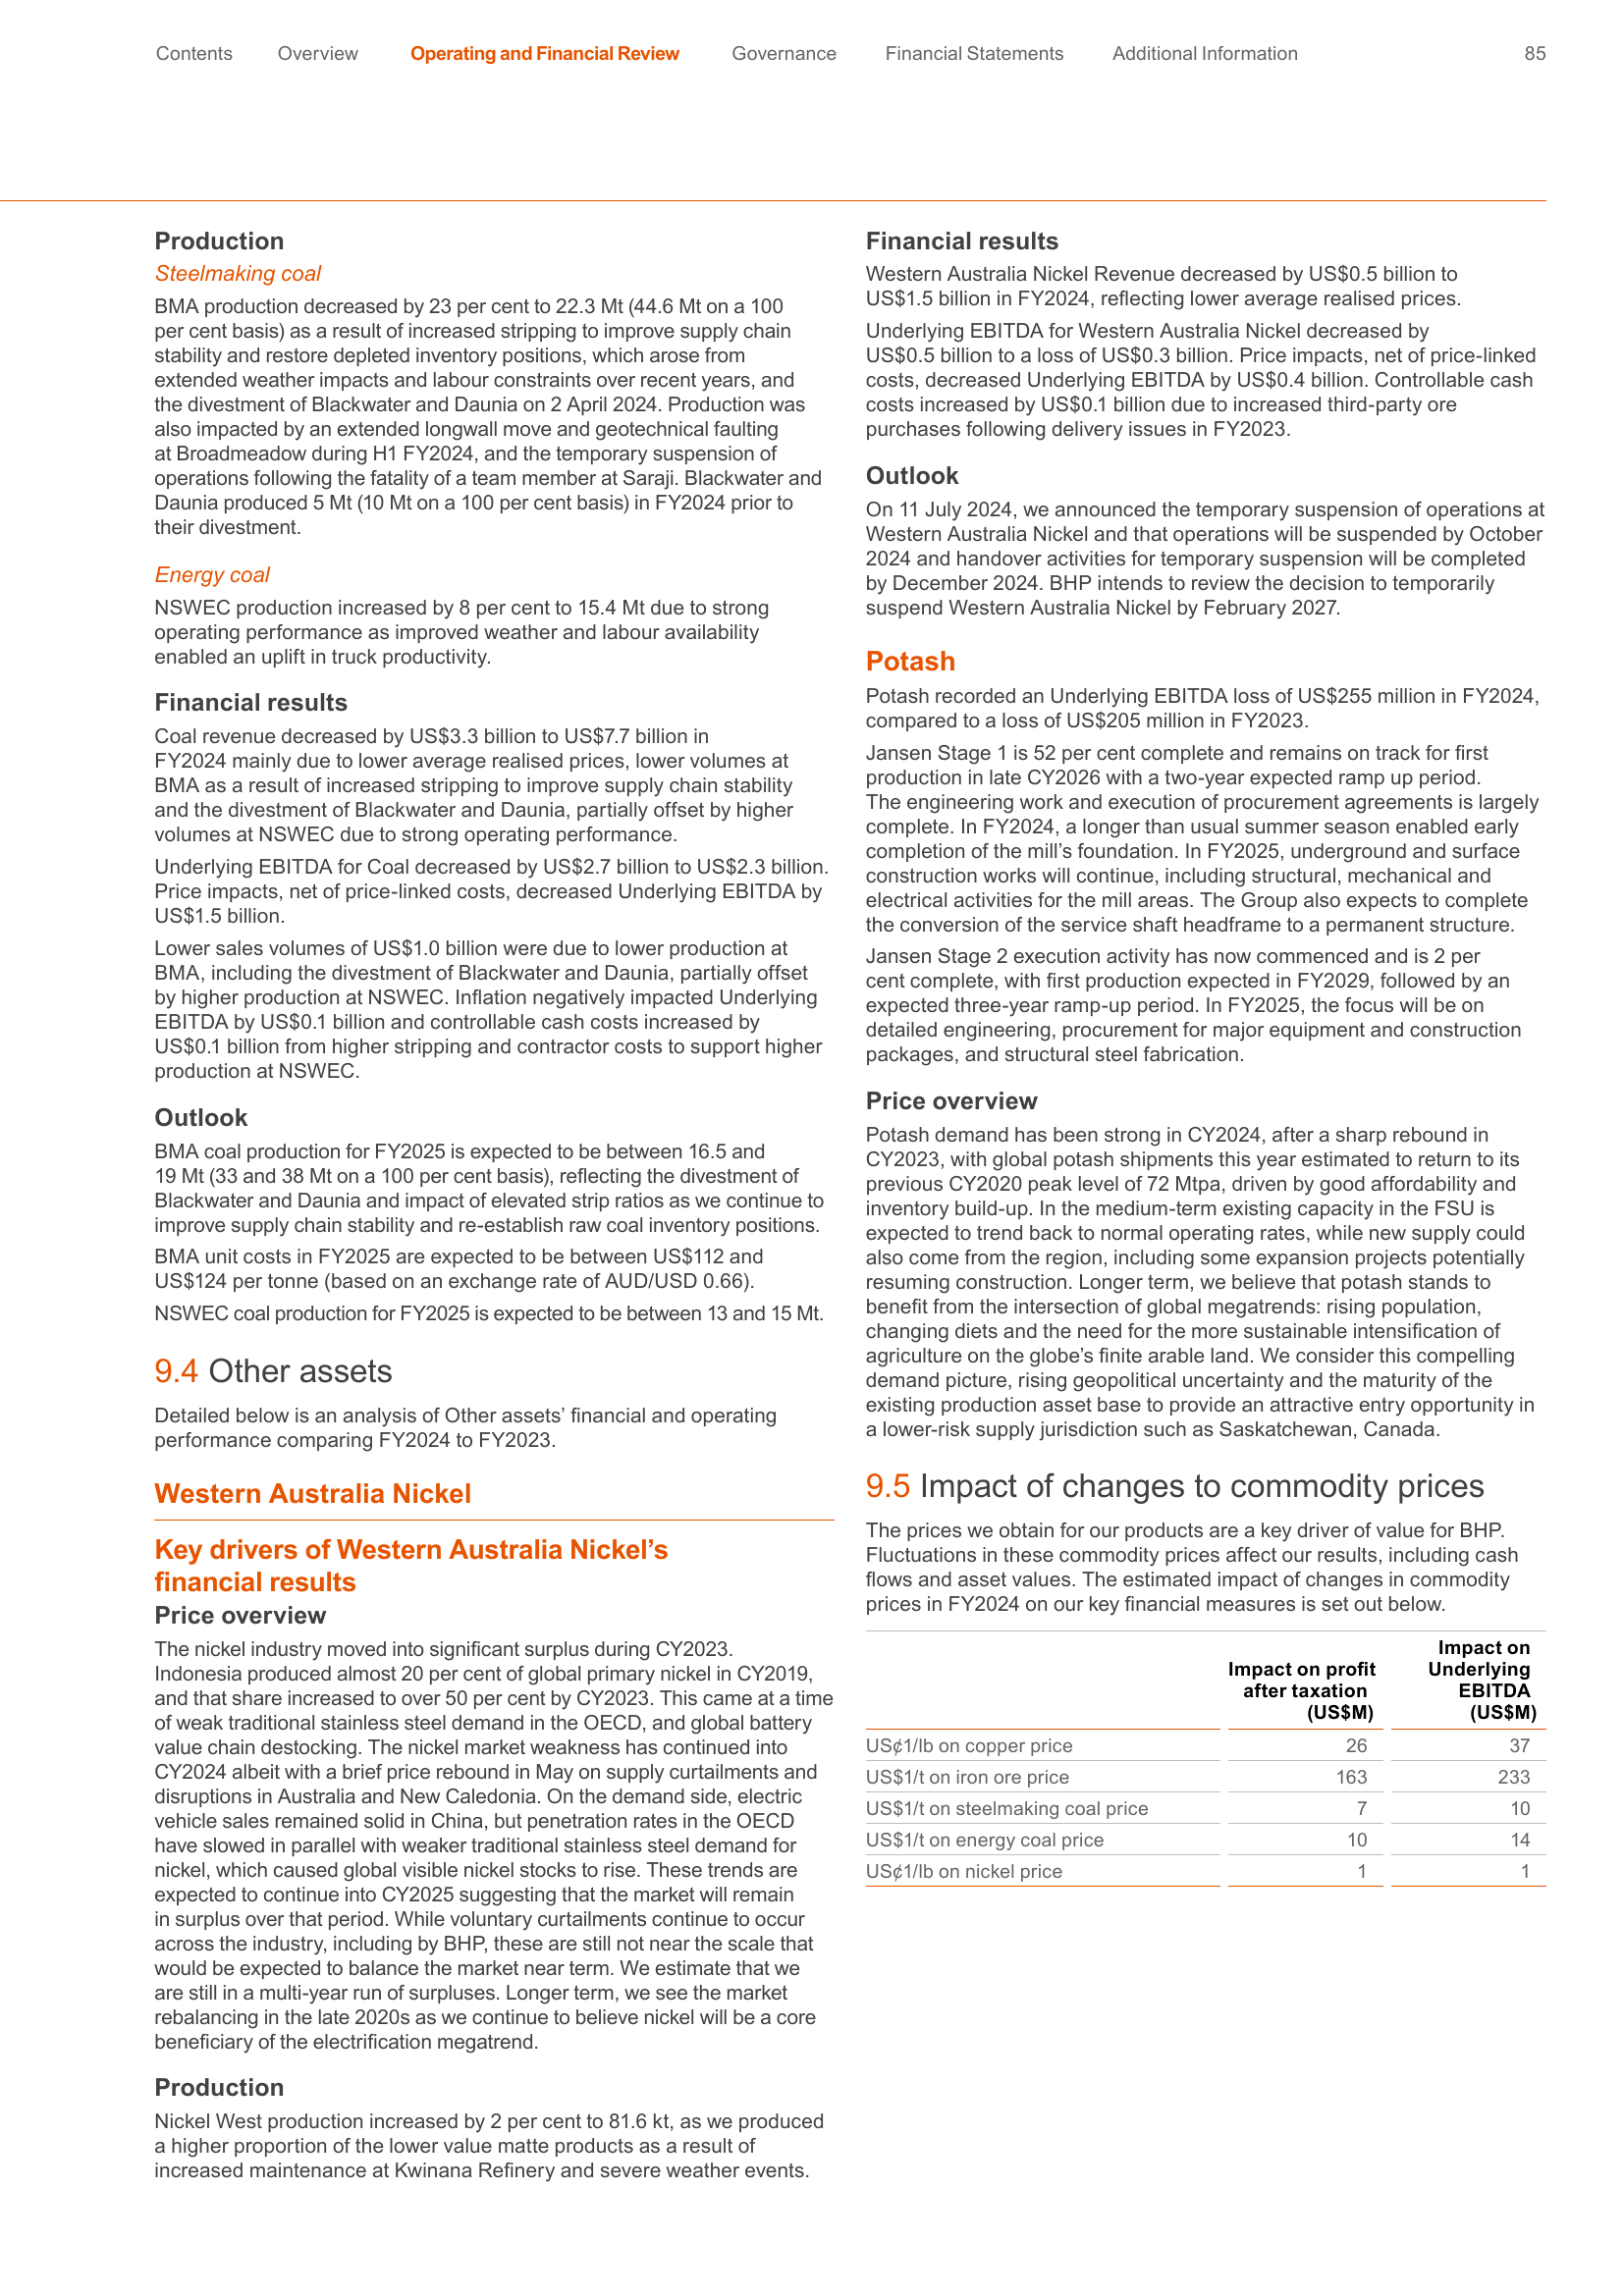 Contents Overview Operating and Financial Review Governance Financial Statements Additional Information 85
Production
Steelmaking coal
BMA production decreased by 23 per cent to 22.3 Mt (44.6 Mt on a 100
per cent basis) as a result of increased stripping to improve supply chain
stability and restore depleted inventory positions, which arose from
extended weather impacts and labour constraints over recent years, and
the divestment of Blackwater and Daunia on 2 April 2024. Production was
also impacted by an extended longwall move and geotechnical faulting
at Broadmeadow during H1 FY2024, and the temporary suspension of
operations following the fatality of a team member at Saraji. Blackwater and
Daunia produced 5 Mt (10 Mt on a 100 per cent basis) in FY2024 prior to
their divestment.
Energy coal
NSWEC production increased by 8 per cent to 15.4 Mt due to strong
operating performance as improved weather and labour availability
enabled an uplift in truck productivity.
Financial results
Coal revenue decreased by US$3.3 billion to US$7.7 billion in
FY2024 mainly due to lower average realised prices, lower volumes at
BMA as a result of increased stripping to improve supply chain stability
and the divestment of Blackwater and Daunia, partially offset by higher
volumes at NSWEC due to strong operating performance.
Underlying EBITDA for Coal decreased by US$2.7 billion to US$2.3 billion.
Price impacts, net of price-linked costs, decreased Underlying EBITDA by
US$1.5 billion.
Lower sales volumes of US$1.0 billion were due to lower production at
BMA, including the divestment of Blackwater and Daunia, partially offset
by higher production at NSWEC. Inflation negatively impacted Underlying
EBITDA by US$0.1 billion and controllable cash costs increased by
US$0.1 billion from higher stripping and contractor costs to support higher
production at NSWEC.
Outlook
BMA coal production for FY2025 is expected to be between 16.5 and
19 Mt (33 and 38 Mt on a 100 per cent basis), reflecting the divestment of
Blackwater and Daunia and impact of elevated strip ratios as we continue to
improve supply chain stability and re-establish raw coal inventory positions.
BMA unit costs in FY2025 are expected to be between US$112 and
US$124 per tonne (based on an exchange rate of AUD/USD 0.66).
NSWEC coal production for FY2025 is expected to be between 13 and 15 Mt.
9.4 Other assets
Detailed below is an analysis of Other assets’ financial and operating
performance comparing FY2024 to FY2023.
Western Australia Nickel
Key drivers of Western Australia Nickel’s
financial results
Price overview
The nickel industry moved into significant surplus during CY2023.
Indonesia produced almost 20 per cent of global primary nickel in CY2019,
and that share increased to over 50 per cent by CY2023. This came at a time
of weak traditional stainless steel demand in the OECD, and global battery
value chain destocking. The nickel market weakness has continued into
CY2024 albeit with a brief price rebound in May on supply curtailments and
disruptions in Australia and New Caledonia. On the demand side, electric
vehicle sales remained solid in China, but penetration rates in the OECD
have slowed in parallel with weaker traditional stainless steel demand for
nickel, which caused global visible nickel stocks to rise. These trends are
expected to continue into CY2025 suggesting that the market will remain
in surplus over that period. While voluntary curtailments continue to occur
across the industry, including by BHP, these are still not near the scale that
would be expected to balance the market near term. We estimate that we
are still in a multi-year run of surpluses. Longer term, we see the market
rebalancing in the late 2020s as we continue to believe nickel will be a core
beneficiary of the electrification megatrend.
Production
Nickel West production increased by 2 per cent to 81.6 kt, as we produced
a higher proportion of the lower value matte products as a result of
increased maintenance at Kwinana Refinery and severe weather events.
Financial results
Western Australia Nickel Revenue decreased by US$0.5 billion to
US$1.5 billion in FY2024, reflecting lower average realised prices.
Underlying EBITDA for Western Australia Nickel decreased by
US$0.5 billion to a loss of US$0.3 billion. Price impacts, net of price-linked
costs, decreased Underlying EBITDA by US$0.4 billion. Controllable cash
costs increased by US$0.1 billion due to increased third-party ore
purchases following delivery issues in FY2023.
Outlook
On 11 July 2024, we announced the temporary suspension of operations at
Western Australia Nickel and that operations will be suspended by October
2024 and handover activities for temporary suspension will be completed
by December 2024. BHP intends to review the decision to temporarily
suspend Western Australia Nickel by February 2027.
Potash
Potash recorded an Underlying EBITDA loss of US$255 million in FY2024,
compared to a loss of US$205 million in FY2023.
Jansen Stage 1 is 52 per cent complete and remains on track for first
production in late CY2026 with a two-year expected ramp up period.
The engineering work and execution of procurement agreements is largely
complete. In FY2024, a longer than usual summer season enabled early
completion of the mill’s foundation. In FY2025, underground and surface
construction works will continue, including structural, mechanical and
electrical activities for the mill areas. The Group also expects to complete
the conversion of the service shaft headframe to a permanent structure.
Jansen Stage 2 execution activity has now commenced and is 2 per
cent complete, with first production expected in FY2029, followed by an
expected three-year ramp-up period. In FY2025, the focus will be on
detailed engineering, procurement for major equipment and construction
packages, and structural steel fabrication.
Price overview
Potash demand has been strong in CY2024, after a sharp rebound in
CY2023, with global potash shipments this year estimated to return to its
previous CY2020 peak level of 72 Mtpa, driven by good affordability and
inventory build-up. In the medium-term existing capacity in the FSU is
expected to trend back to normal operating rates, while new supply could
also come from the region, including some expansion projects potentially
resuming construction. Longer term, we believe that potash stands to
benefit from the intersection of global megatrends: rising population,
changing diets and the need for the more sustainable intensification of
agriculture on the globe’s finite arable land. We consider this compelling
demand picture, rising geopolitical uncertainty and the maturity of the
existing production asset base to provide an attractive entry opportunity in
a lower-risk supply jurisdiction such as Saskatchewan, Canada.
9.5 Impact of changes to commodity prices
The prices we obtain for our products are a key driver of value for BHP.
Fluctuations in these commodity prices affect our results, including cash
flows and asset values. The estimated impact of changes in commodity
prices in FY2024 on our key financial measures is set out below.
Impact on profit
after taxation
(US$M)
Impact on
Underlying
EBITDA
(US$M)
US¢1/lb on copper price 26 37
US$1/t on iron ore price 163 233
US$1/t on steelmaking coal price 7 10
US$1/t on energy coal price 10 14
US¢1/lb on nickel price 1 1